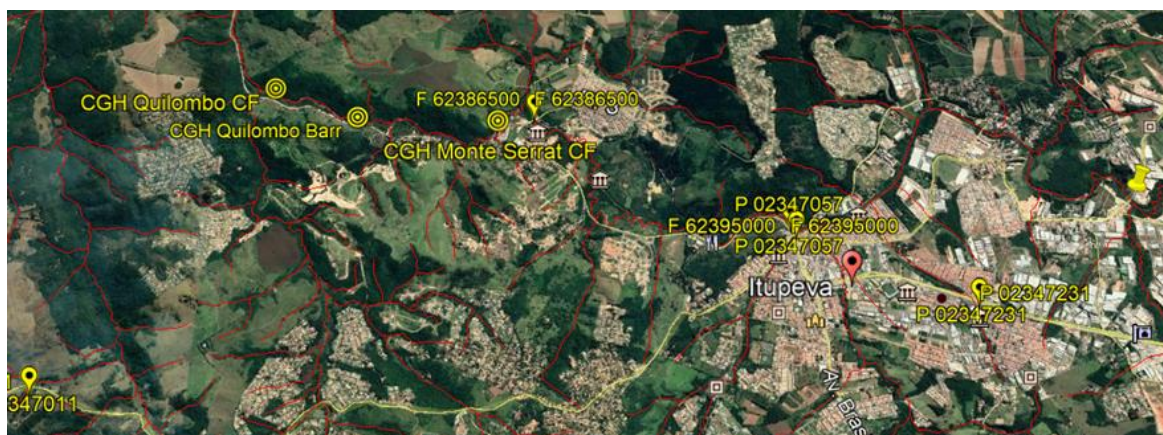 CGH Quilombo CF
CGH Quilombo Barr
F 62386500
F 62386500
CGH Monte Serrat CF
P 02347057
F 62395000
F 62395000
P 02347057
Itupeva
P 02347231
P 02347231
347011
Av. Bras